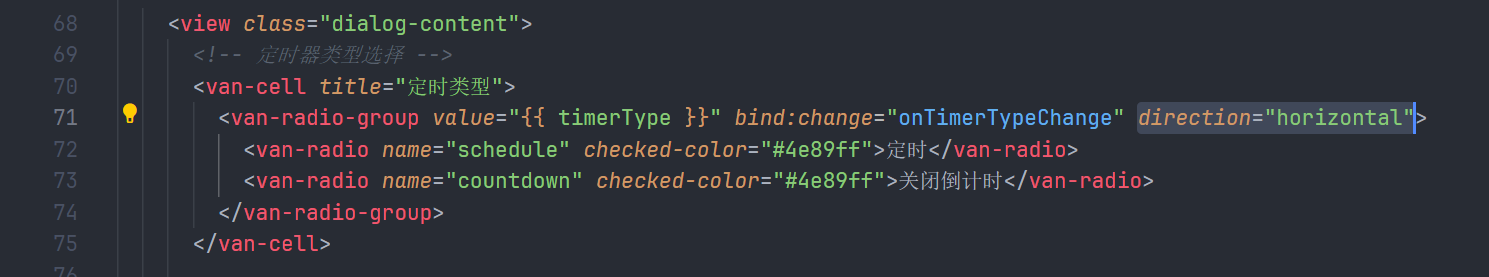 68 <view class="dialog-content">
69 <!-- 定时器类型选择 -->
70 <van-cell title="定时类型">
71 <van-radio-group value="{{ timerType }}" bind:change="onTimerTypeChange" direction="horizontal">
72 <van-radio name="schedule" checked-color="#4e89ff">定时</van-radio>
73 <van-radio name="countdown" checked-color="#4e89ff">关闭倒计时</van-radio>
74 </van-radio-group>
75 </van-cell>
76